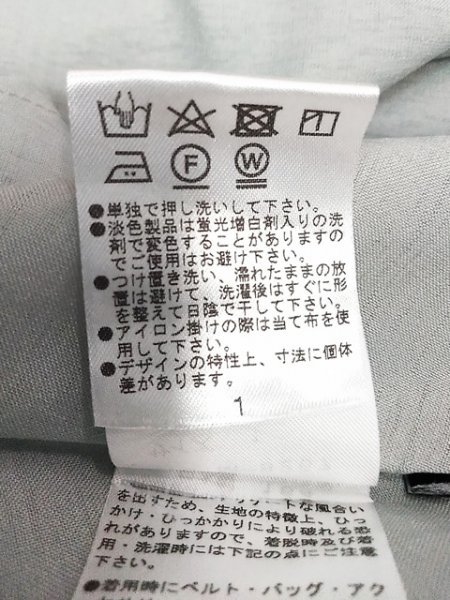 F W
●単独で押し洗いして下さい。
●淡色製品は蛍光増白剤入りの洗
剤で変色することがありますの
でご使用はお避け下さい。
●つけ置き洗い、濡れたままの放
置は避けて、洗濯後はすぐに形
を整えて日陰で干して下さい。
●アイロン掛けの際は当て布を使
用して下さい。
●デザインの特性上、寸法に個体
差があります。
1
な風合い
を出すため、生地の特徴上、ひっ
かけ・ひっかかりにより破れる恐
れがありますので、着脱時及び着
用・洗濯時には下記の点にご注意
下さい。
●着用時にベルト・バッグ・アク